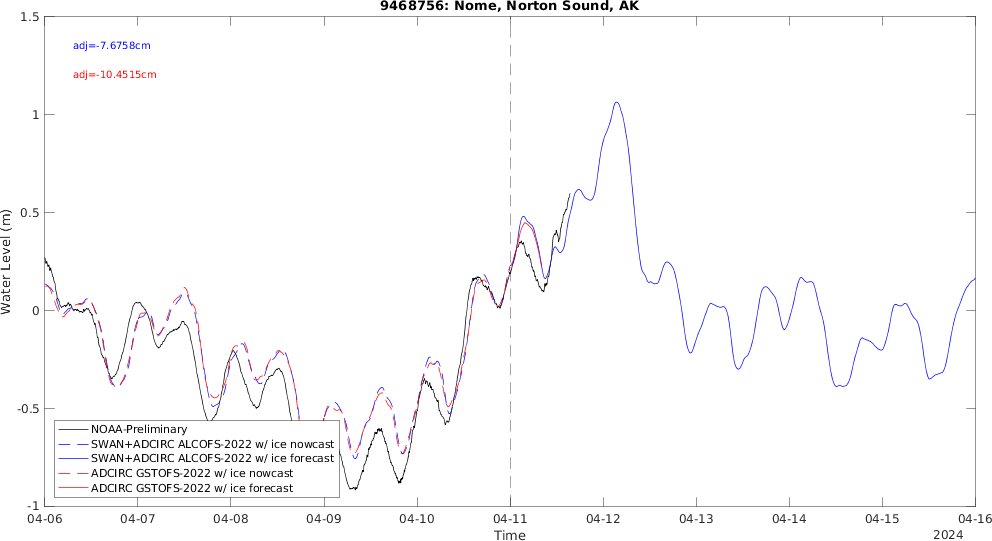 9468756: Nome, Norton Sound, AK
1.5
adj=-7.6758cm
adj=-10.4515cm
1
0.5
0
-0.5
-1
Water Level (m)
NOAA-Preliminary
SWAN+ADCIRC ALCOFS-2022 w/ ice nowcast
SWAN+ADCIRC ALCOFS-2022 w/ ice forecast
ADCIRC GSTOFS-2022 w/ ice nowcast
ADCIRC GSTOFS-2022 w/ ice forecast
04-06 04-07 04-08 04-09 04-10 04-11 04-12 04-13 04-14 04-15 04-16
Time
2024